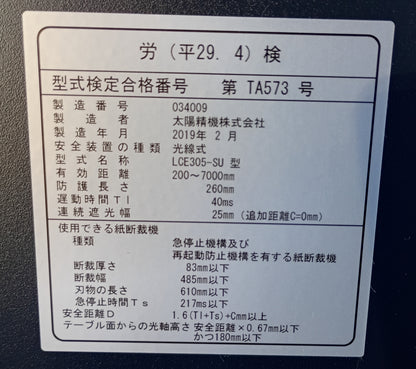 労（平29. 4）検
型式検定合格番号 第 TA573 号
製造番号 034009
製造者 太陽精機株式会社
製造年月 2019年 2 月
安全装置の種類 光線式
型式名称 LCE305-SU 型
有効距離 200〜7000mm
防護長さ 260mm
遅動時間Tl 40ms
連続遮光幅 25mm (追加距離C=0mm)
使用できる紙断裁機
種類 急停止機構及び
再起動防止機構を有する紙断裁機
断裁厚さ 83mm以下
断裁幅 485mm以下
刃物の長さ 610mm以下
急停止時間Ts 217ms以下
安全距離D 1.6(Tl+Ts)+Cmm以上
テーブル面からの光軸高さ 安全距離×0.67mm以下
かつ180mm以下